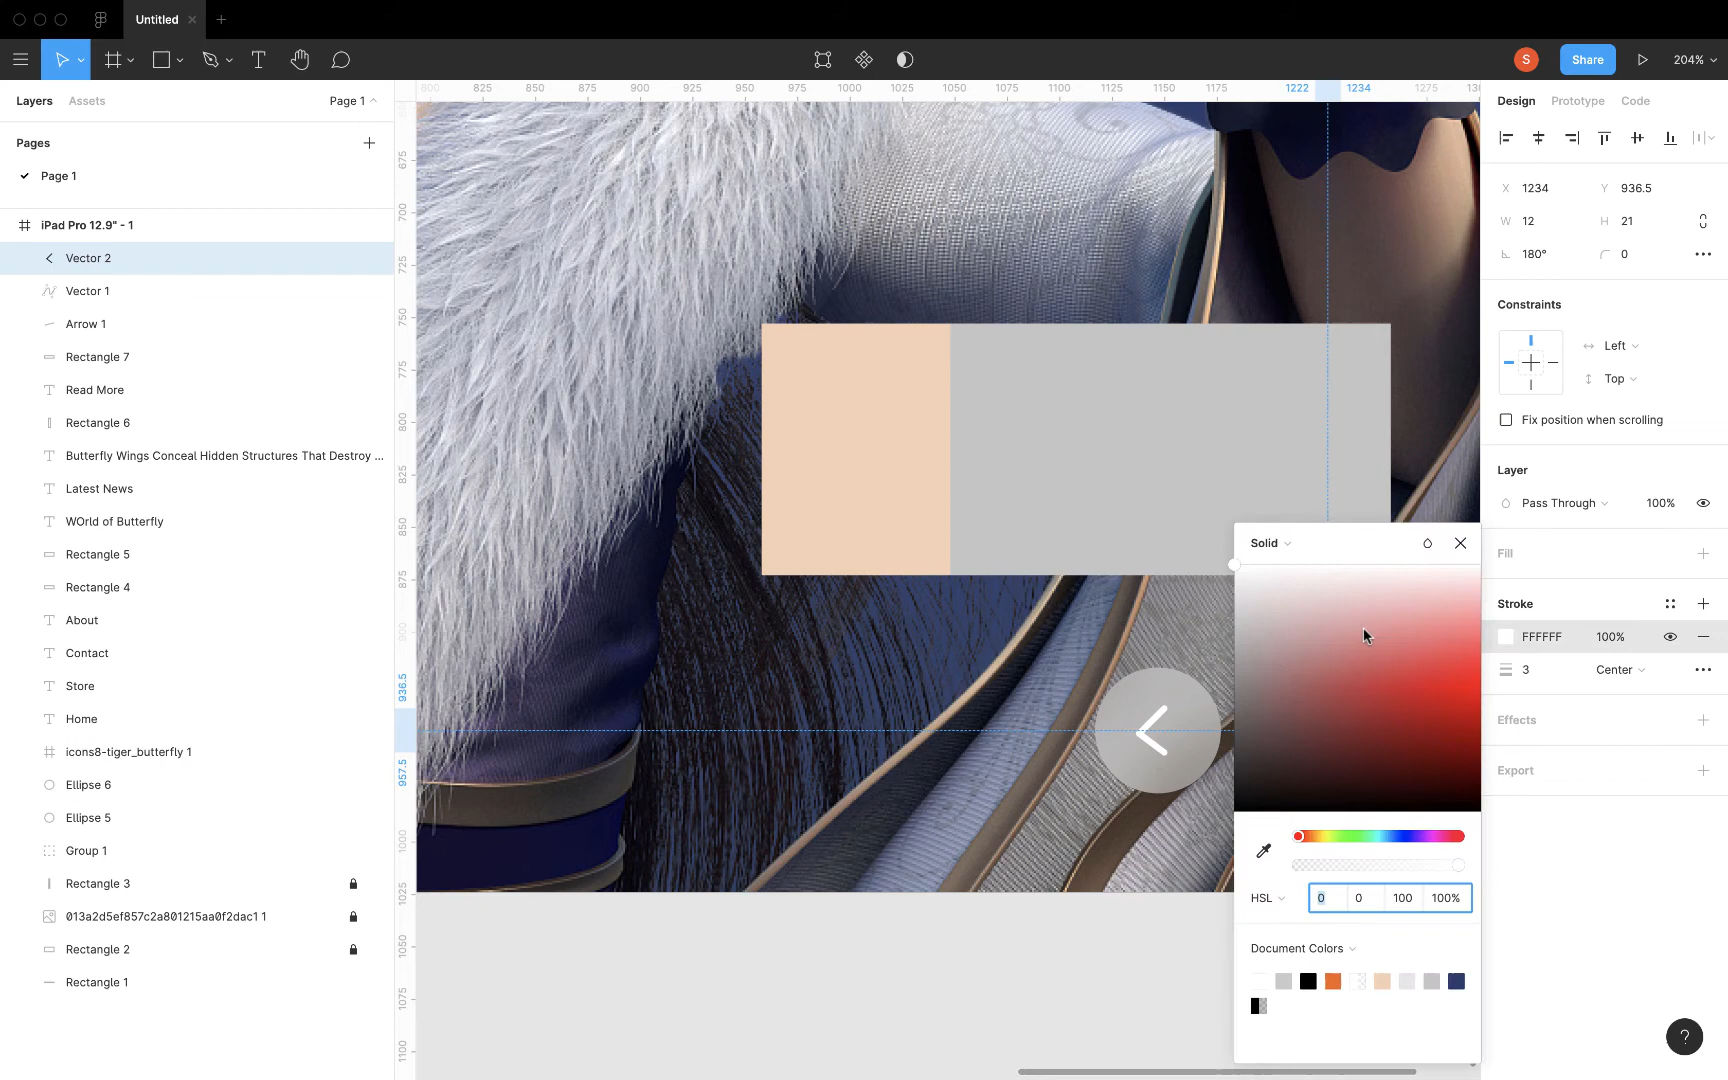 Untitled
S
Share
204%
Layers
Assets
Page 1
800
825
850
875
900
925
950
975
1000
1025
1050
1075
1100
1125
1150
1175
1222
1234
1275
Design
Prototype
Code
Pages
Page 1
iPad Pro 12.9" - 1
Vector 2
Vector 1
Arrow 1
Rectangle 7
Read More
Rectangle 6
Butterfly Wings Conceal Hidden Structures That Destroy ...
Latest News
WOrld of Butterfly
Rectangle 5
Rectangle 4
About
Contact
Store
Home
icons8-tiger_butterfly 1
Ellipse 6
Ellipse 5
Group 1
Rectangle 3
013a2d5ef857c2a801215aa0f2dac1 1
Rectangle 2
Rectangle 1
675
700
725
750
775
800
825
850
875
900
936.5
957.5
1000
1025
1050
1075
1100
X 1234
Y 936.5
W 12
H 21
180°
0
Constraints
Left
Top
Fix position when scrolling
Layer
Pass Through
100%
Fill
Stroke
FFFFFF
100%
3
Center
Effects
Export
Solid
HSL
0
0
100
100%
Document Colors
?